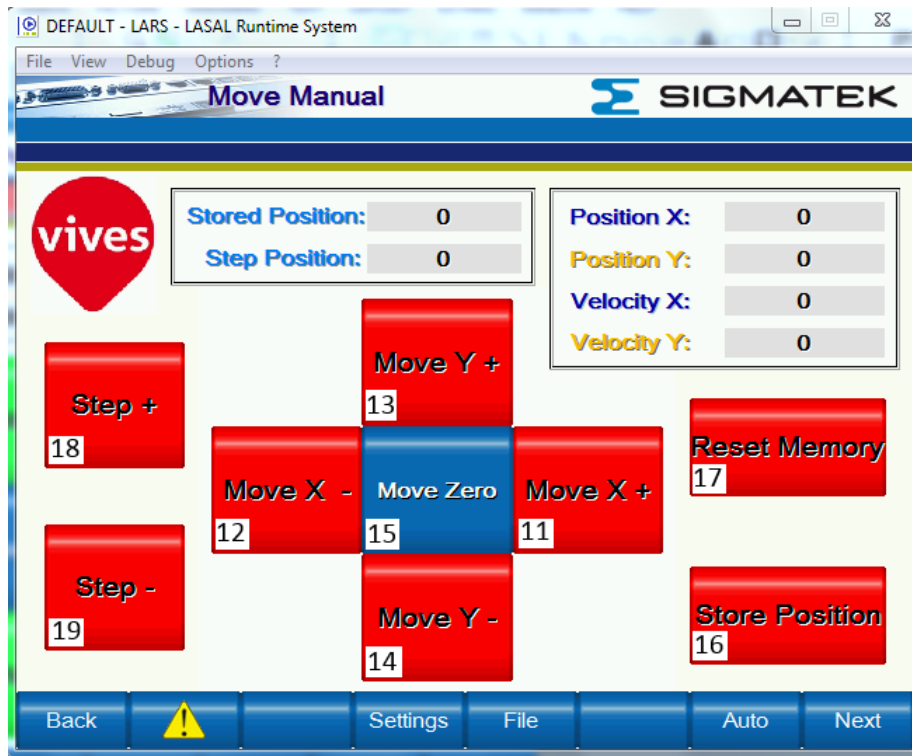 DEFAULT - LARS - LASAL Runtime System
File View Debug Options ?
Move Manual
SIGMATEK
vives
Stored Position: 0
Step Position: 0
Position X: 0
Position Y: 0
Velocity X: 0
Velocity Y: 0
Move Y +
13
Step +
18
Move X -
12
Move Zero
15
Move X +
11
Reset Memory
17
Step -
19
Move Y -
14
Store Position
16
Back Settings File Auto Next